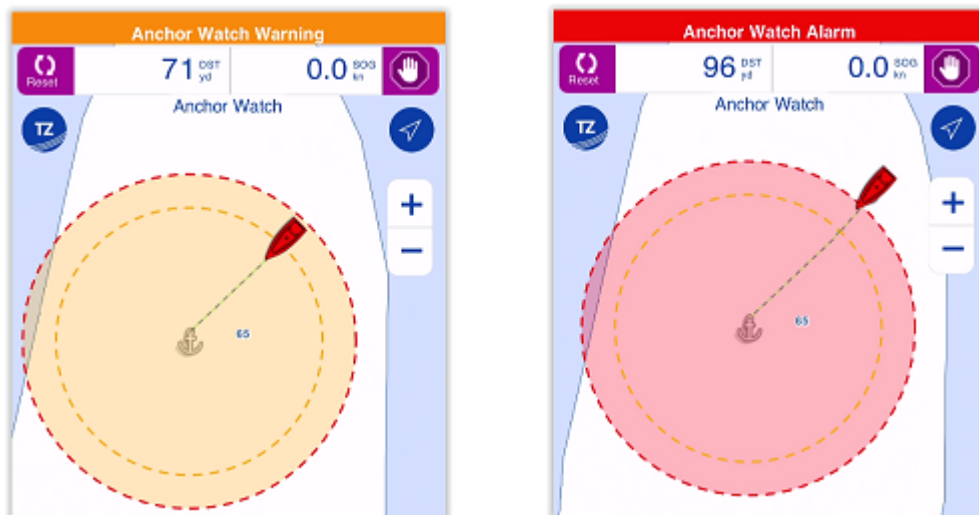 Anchor Watch Warning
Reset
71 DST yd
0.0 SOG kn
Anchor Watch
TZ
+
−
65
Anchor Watch Alarm
Reset
96 DST yd
0.0 SOG kn
Anchor Watch
TZ
+
−
65